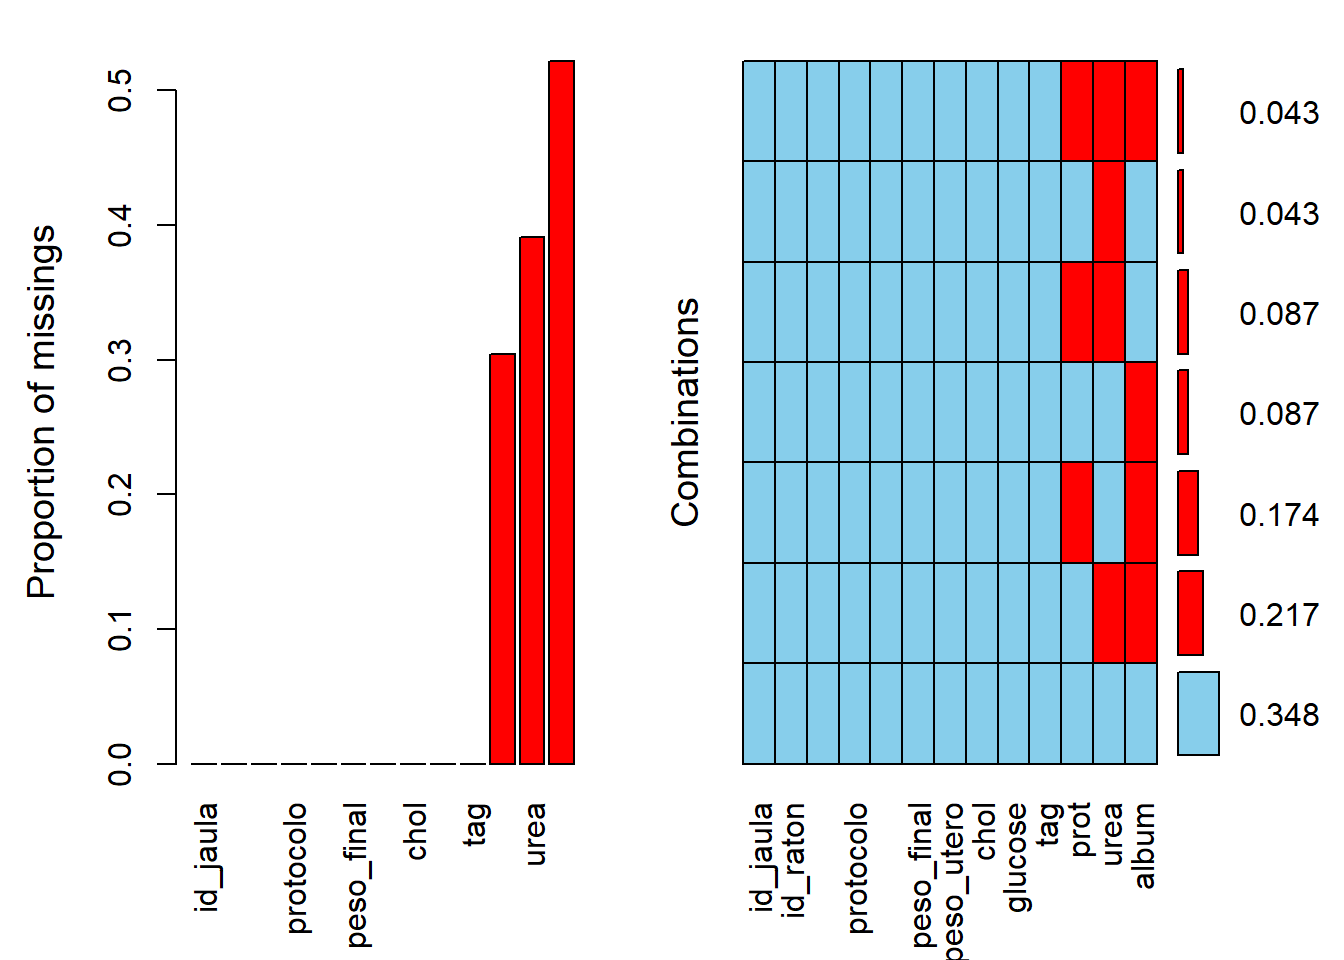 Proportion of missings
0.5
0.4
0.3
0.2
0.1
0.0
id_jaula
protocolo
peso_final
chol
tag
urea
Combinations
0.043
0.043
0.087
0.087
0.174
0.217
0.348
id_jaula
id_raton
protocolo
peso_final
peso_utero
chol
glucose
tag
prot
urea
album